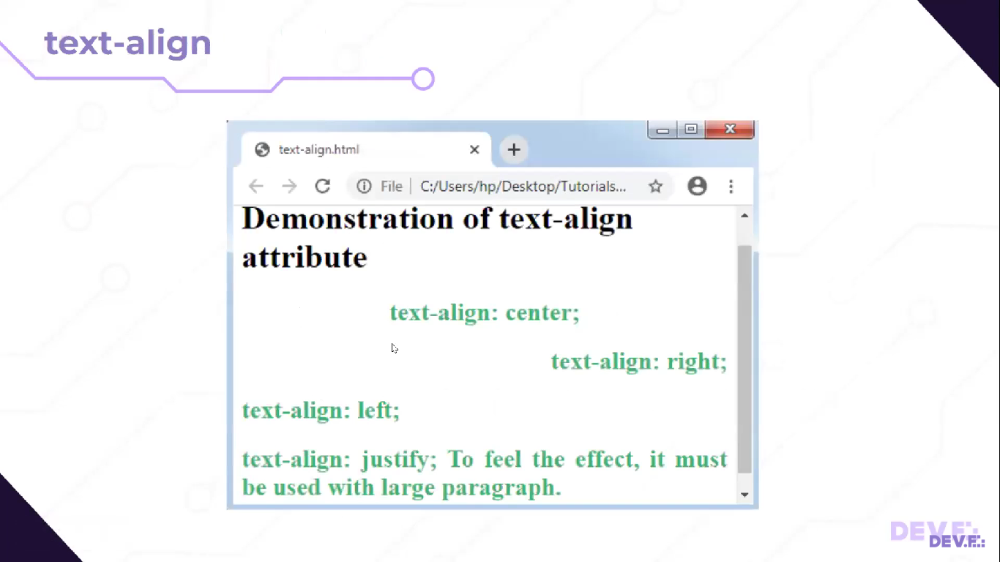 text-align
text-align.html
File
C:/Users/hp/Desktop/Tutorials...
Demonstration of text-align
attribute
text-align: center;
text-align: right;
text-align: left;
text-align: justify; To feel the effect, it must
be used with large paragraph.
DEV.F.:
DEV.F.: